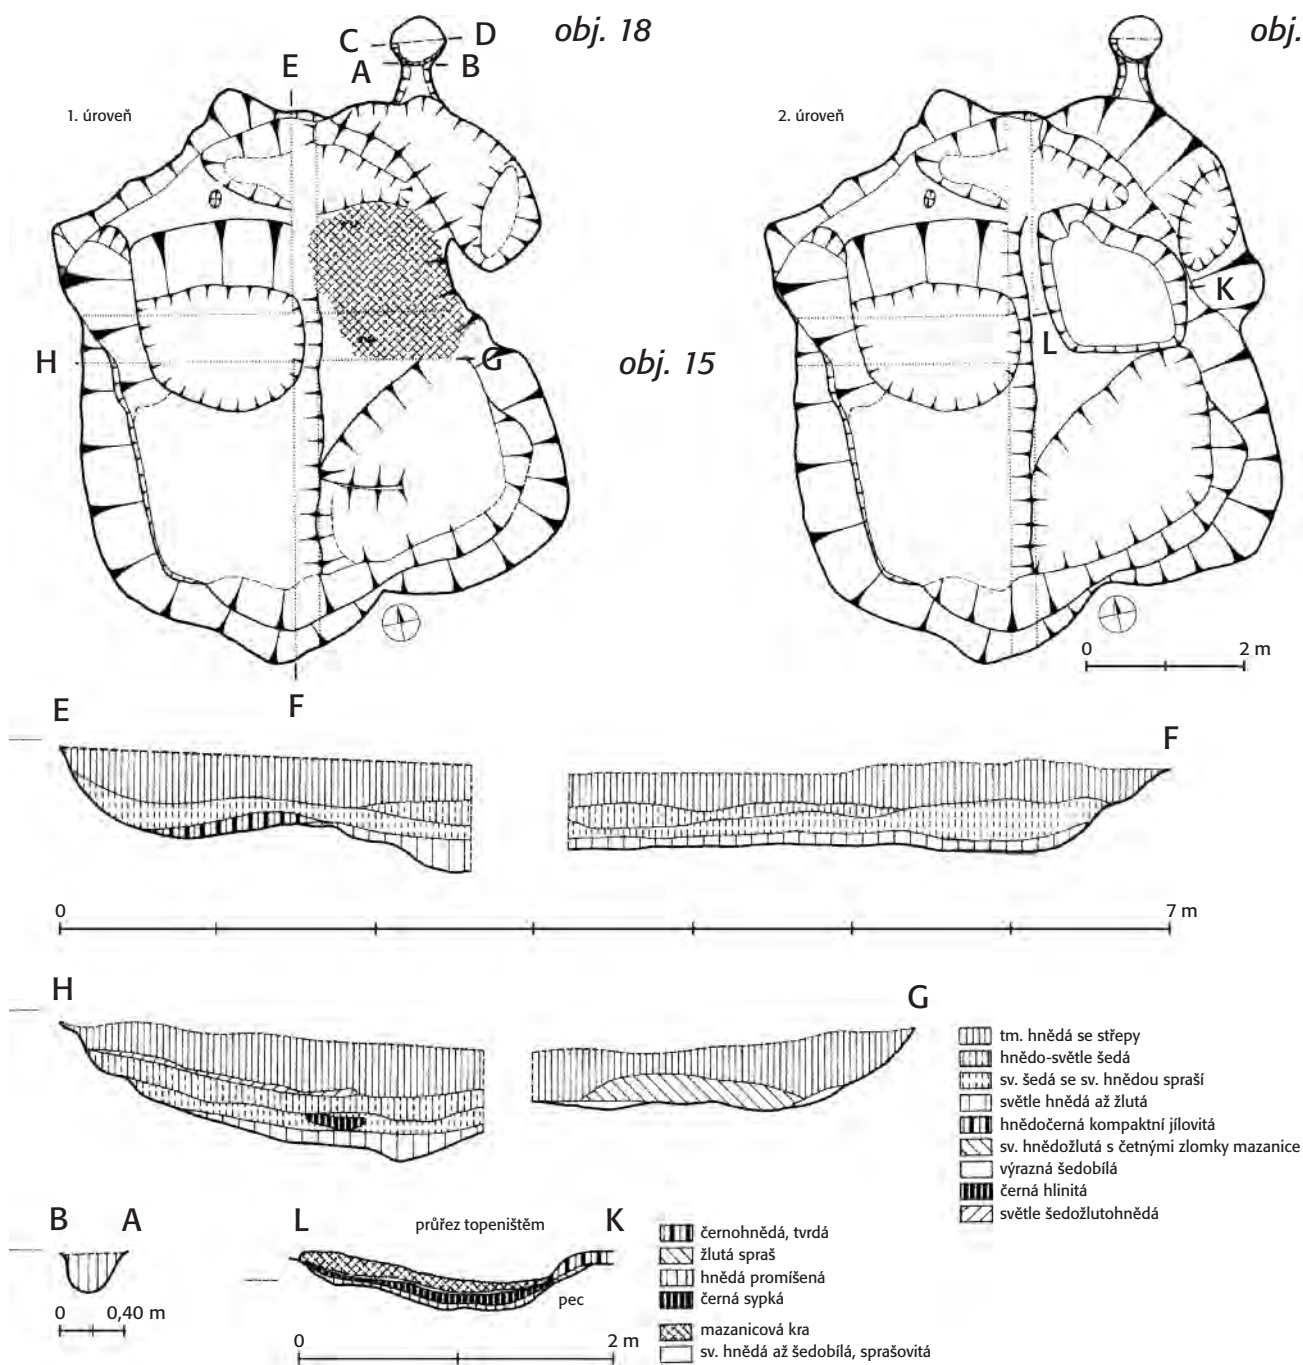 obj. 18
obj.
C D
A B
E
1. úroveň
2. úroveň
K
L
H G
obj. 15
0 2 m
F
E F
0 7 m
H G
tm. hnědá se střepy
hnědo-světle šedá
sv. šedá se sv. hnědou spraší
světle hnědá až žlutá
hnědočerná kompaktní jílovitá
sv. hnědožlutá s četnými zlomky mazanice
výrazná šedobílá
černá hlinitá
světle šedožlutohnědá
B A
0 0,40 m
L K
průřez topeništěm
pec
0 2 m
černohnědá, tvrdá
žlutá spraš
hnědá promíšená
černá sypká
mazanicová kra
sv. hnědá až šedobílá, sprašovitá